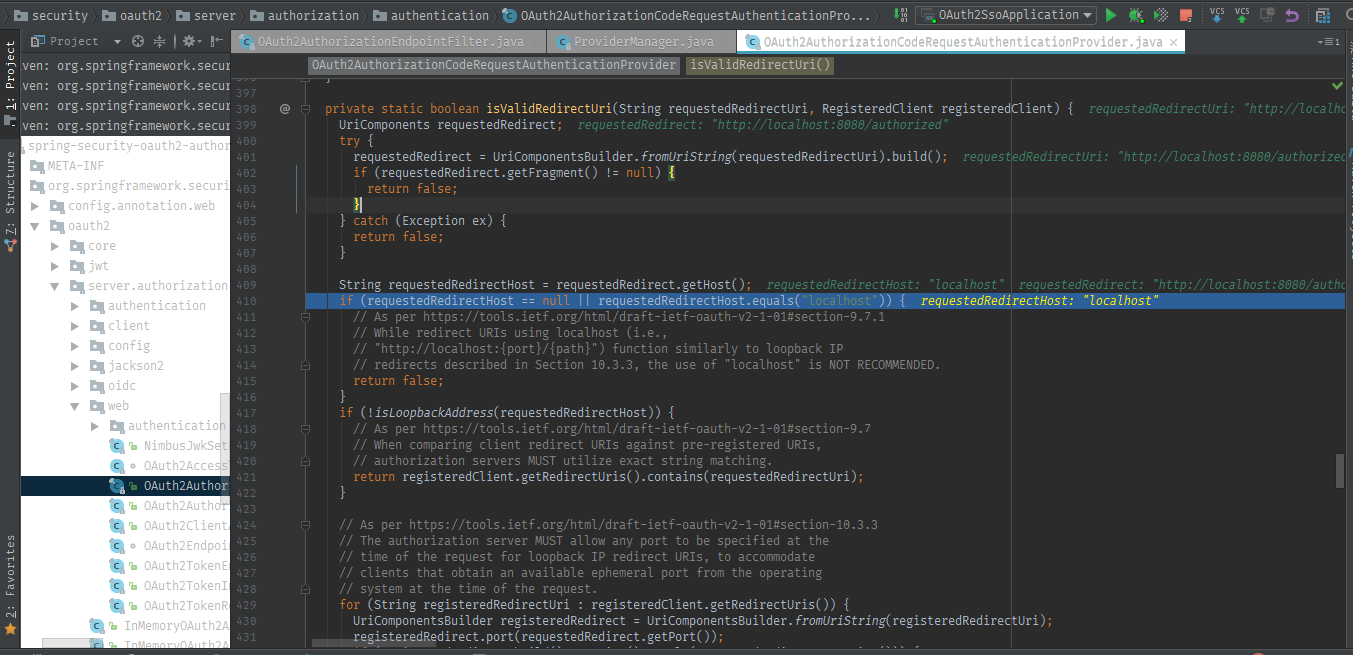 security oauth2 server authorization authentication OAuth2AuthorizationCodeRequestAuthenticationPro... OAuth2SsoApplication VCS VCS
Project
OAuth2AuthorizationEndpointFilter.java ProviderManager.java OAuth2AuthorizationCodeRequestAuthenticationProvider.java
1
OAuth2AuthorizationCodeRequestAuthenticationProvider isValidRedirectUri()
1: Project
7: Structure
2: Favorites
ven: org.springframework.secur
ven: org.springframework.secur
ven: org.springframework.secur
ven: org.springframework.secur
spring-security-oauth2-author
META-INF
org.springframework.securi
config.annotation.web
oauth2
core
jwt
server.authorization
authentication
client
config
jackson2
oidc
web
authentication
NimbusJwkSet
OAuth2Access
OAuth2Author
OAuth2Author
OAuth2Client
OAuth2Endpoi
OAuth2TokenE
OAuth2TokenI
OAuth2TokenR
InMemoryOAuth2A
InMemoryOAuth2A
397
398 @ private static boolean isValidRedirectUri(String requestedRedirectUri, RegisteredClient registeredClient) { requestedRedirectUri: "http://localho
399 UriComponents requestedRedirect; requestedRedirect: "http://localhost:8080/authorized"
400 try {
401 requestedRedirect = UriComponentsBuilder.fromUriString(requestedRedirectUri).build(); requestedRedirectUri: "http://localhost:8080/authorized
402 if (requestedRedirect.getFragment() != null) {
403 return false;
404 }
405 } catch (Exception ex) {
406 return false;
407 }
408
409 String requestedRedirectHost = requestedRedirect.getHost(); requestedRedirectHost: "localhost" requestedRedirect: "http://localhost:8080/autho
410 if (requestedRedirectHost == null || requestedRedirectHost.equals("localhost")) { requestedRedirectHost: "localhost"
411 // As per https://tools.ietf.org/html/draft-ietf-oauth-v2-1-01#section-9.7.1
412 // While redirect URIs using localhost (i.e.,
413 // "http://localhost:{port}/{path}") function similarly to loopback IP
414 // redirects described in Section 10.3.3, the use of "localhost" is NOT RECOMMENDED.
415 return false;
416 }
417 if (!isLoopbackAddress(requestedRedirectHost)) {
418 // As per https://tools.ietf.org/html/draft-ietf-oauth-v2-1-01#section-9.7
419 // When comparing client redirect URIs against pre-registered URIs,
420 // authorization servers MUST utilize exact string matching.
421 return registeredClient.getRedirectUris().contains(requestedRedirectUri);
422 }
423
424 // As per https://tools.ietf.org/html/draft-ietf-oauth-v2-1-01#section-10.3.3
425 // The authorization server MUST allow any port to be specified at the
426 // time of the request for loopback IP redirect URIs, to accommodate
427 // clients that obtain an available ephemeral port from the operating
428 // system at the time of the request.
429 for (String registeredRedirectUri : registeredClient.getRedirectUris()) {
430 UriComponentsBuilder registeredRedirect = UriComponentsBuilder.fromUriString(registeredRedirectUri);
431 registeredRedirect.port(requestedRedirect.getPort());